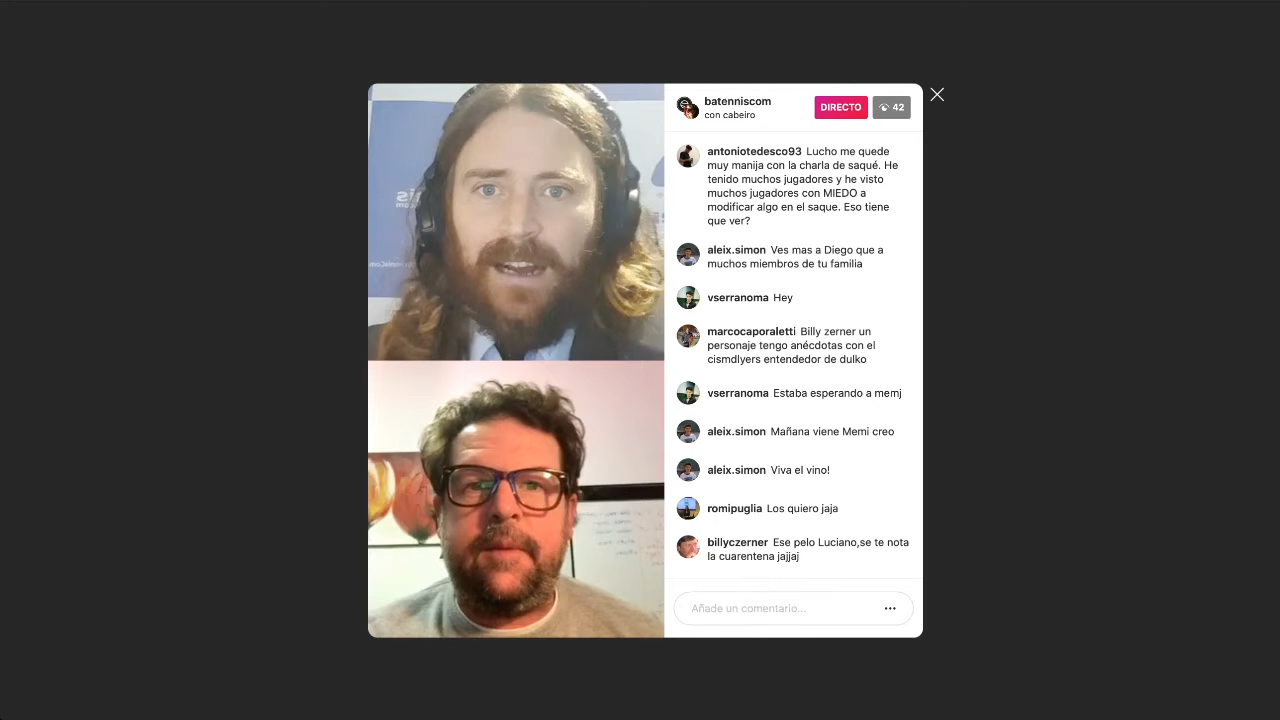 batenniscom
con cabeiro
DIRECTO
42
antoniotedesco93 Lucho me quede
muy manija con la charla de saqué. He
tenido muchos jugadores y he visto
muchos jugadores con MIEDO a
modificar algo en el saque. Eso tiene
que ver?
aleix.simon Ves mas a Diego que a
muchos miembros de tu familia
vserranoma Hey
marcocaporaletti Billy zerner un
personaje tengo anécdotas con el
cismdlyers entendedor de dulko
vserranoma Estaba esperando a memj
aleix.simon Mañana viene Memi creo
aleix.simon Viva el vino!
romipuglia Los quiero jaja
billyczerner Ese pelo Luciano,se te nota
la cuarentena jajjaj
Añade un comentario...